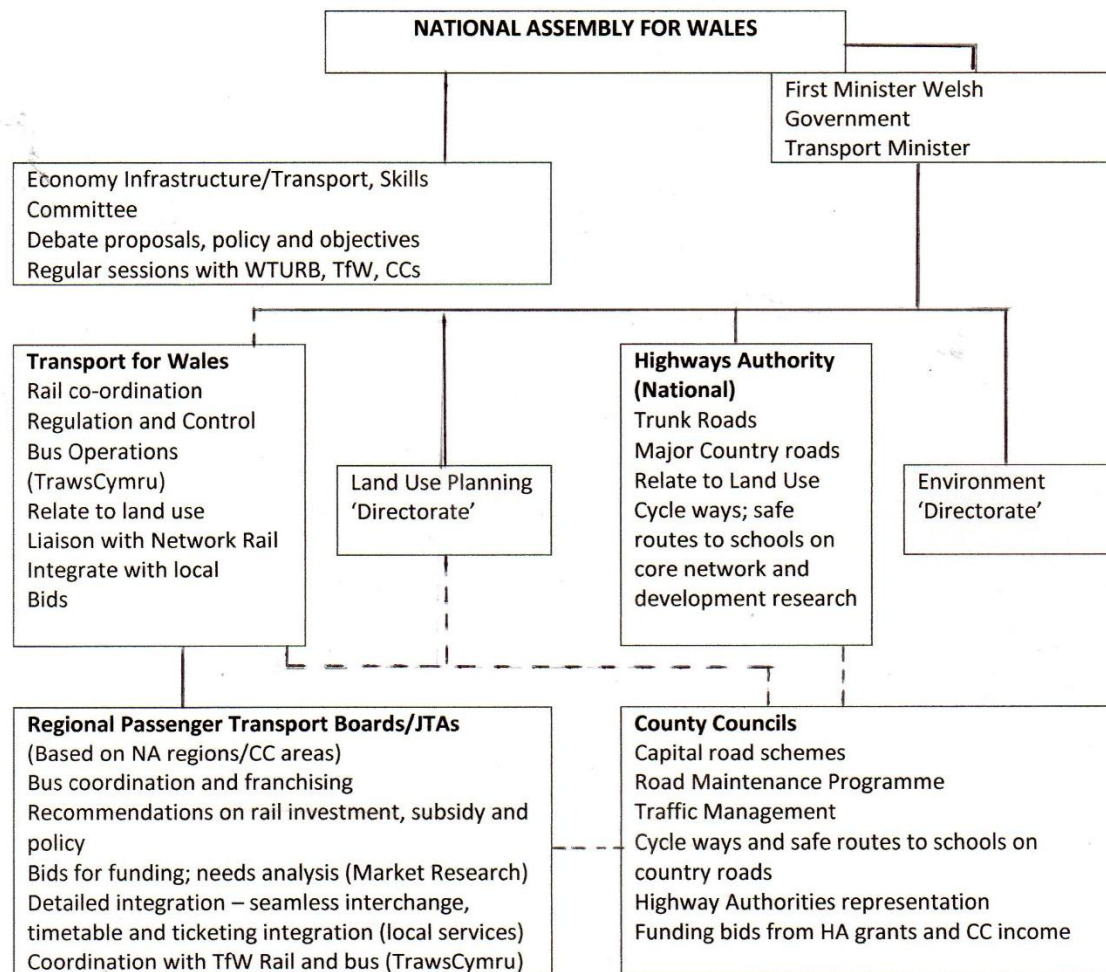 NATIONAL ASSEMBLY FOR WALES
First Minister Welsh
Government
Transport Minister
Economy Infrastructure/Transport, Skills
Committee
Debate proposals, policy and objectives
Regular sessions with WTURB, TfW, CCs
Transport for Wales
Rail co-ordination
Regulation and Control
Bus Operations
(TrawsCymru)
Relate to land use
Liaison with Network Rail
Integrate with local
Bids
Land Use Planning
‘Directorate’
Highways Authority
(National)
Trunk Roads
Major Country roads
Relate to Land Use
Cycle ways; safe
routes to schools on
core network and
development research
Environment
‘Directorate’
Regional Passenger Transport Boards/JTAs
(Based on NA regions/CC areas)
Bus coordination and franchising
Recommendations on rail investment, subsidy and
policy
Bids for funding; needs analysis (Market Research)
Detailed integration – seamless interchange,
timetable and ticketing integration (local services)
Coordination with TfW Rail and bus (TrawsCymru)
County Councils
Capital road schemes
Road Maintenance Programme
Traffic Management
Cycle ways and safe routes to schools on
country roads
Highway Authorities representation
Funding bids from HA grants and CC income